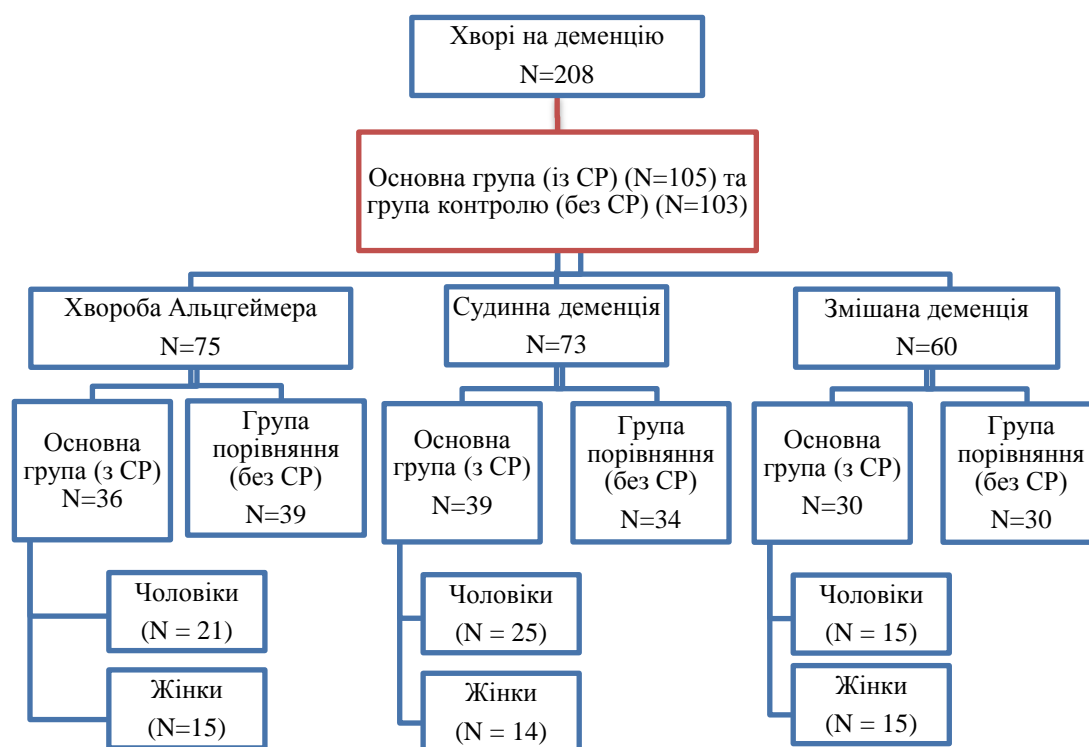 Хворі на деменцію
N=208
Основна група (із СР) (N=105) та
група контролю (без СР) (N=103)
Хвороба Альцгеймера
N=75
Судинна деменція
N=73
Змішана деменція
N=60
Основна
група (з СР)
N=36
Група
порівняння
(без СР)
N=39
Основна
група (з СР)
N=39
Група
порівняння
(без СР)
N=34
Основна
група (з СР)
N=30
Група
порівняння
(без СР)
N=30
Чоловіки
(N = 21)
Жінки
(N=15)
Чоловіки
(N = 25)
Жінки
(N = 14)
Чоловіки
(N = 15)
Жінки
(N = 15)